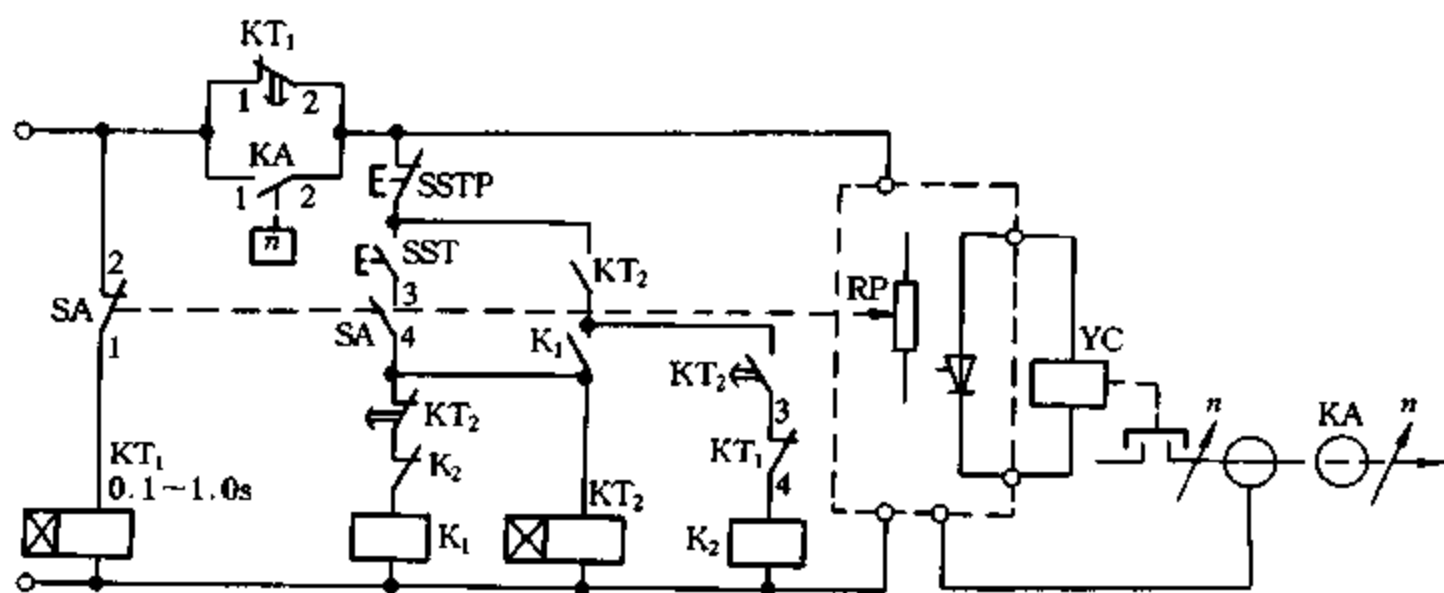 KT₁
1 2
KA
1 2
n
SSTP
2
SST
KT₂
SA
3
RP
SA
4
K₁
YC
1
KT₂
KT₂
3
n
KA
n
KT₁
0.1~1.0s
K₂
KT₁
4
KT₂
K₁
K₂